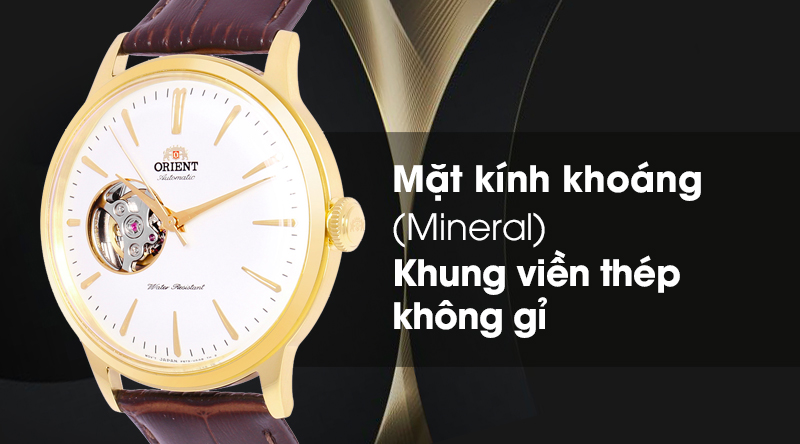 ORIENT
Automatic
Water Resistant
Mặt kính khoáng
(Mineral)
Khung viền thép
không gỉ